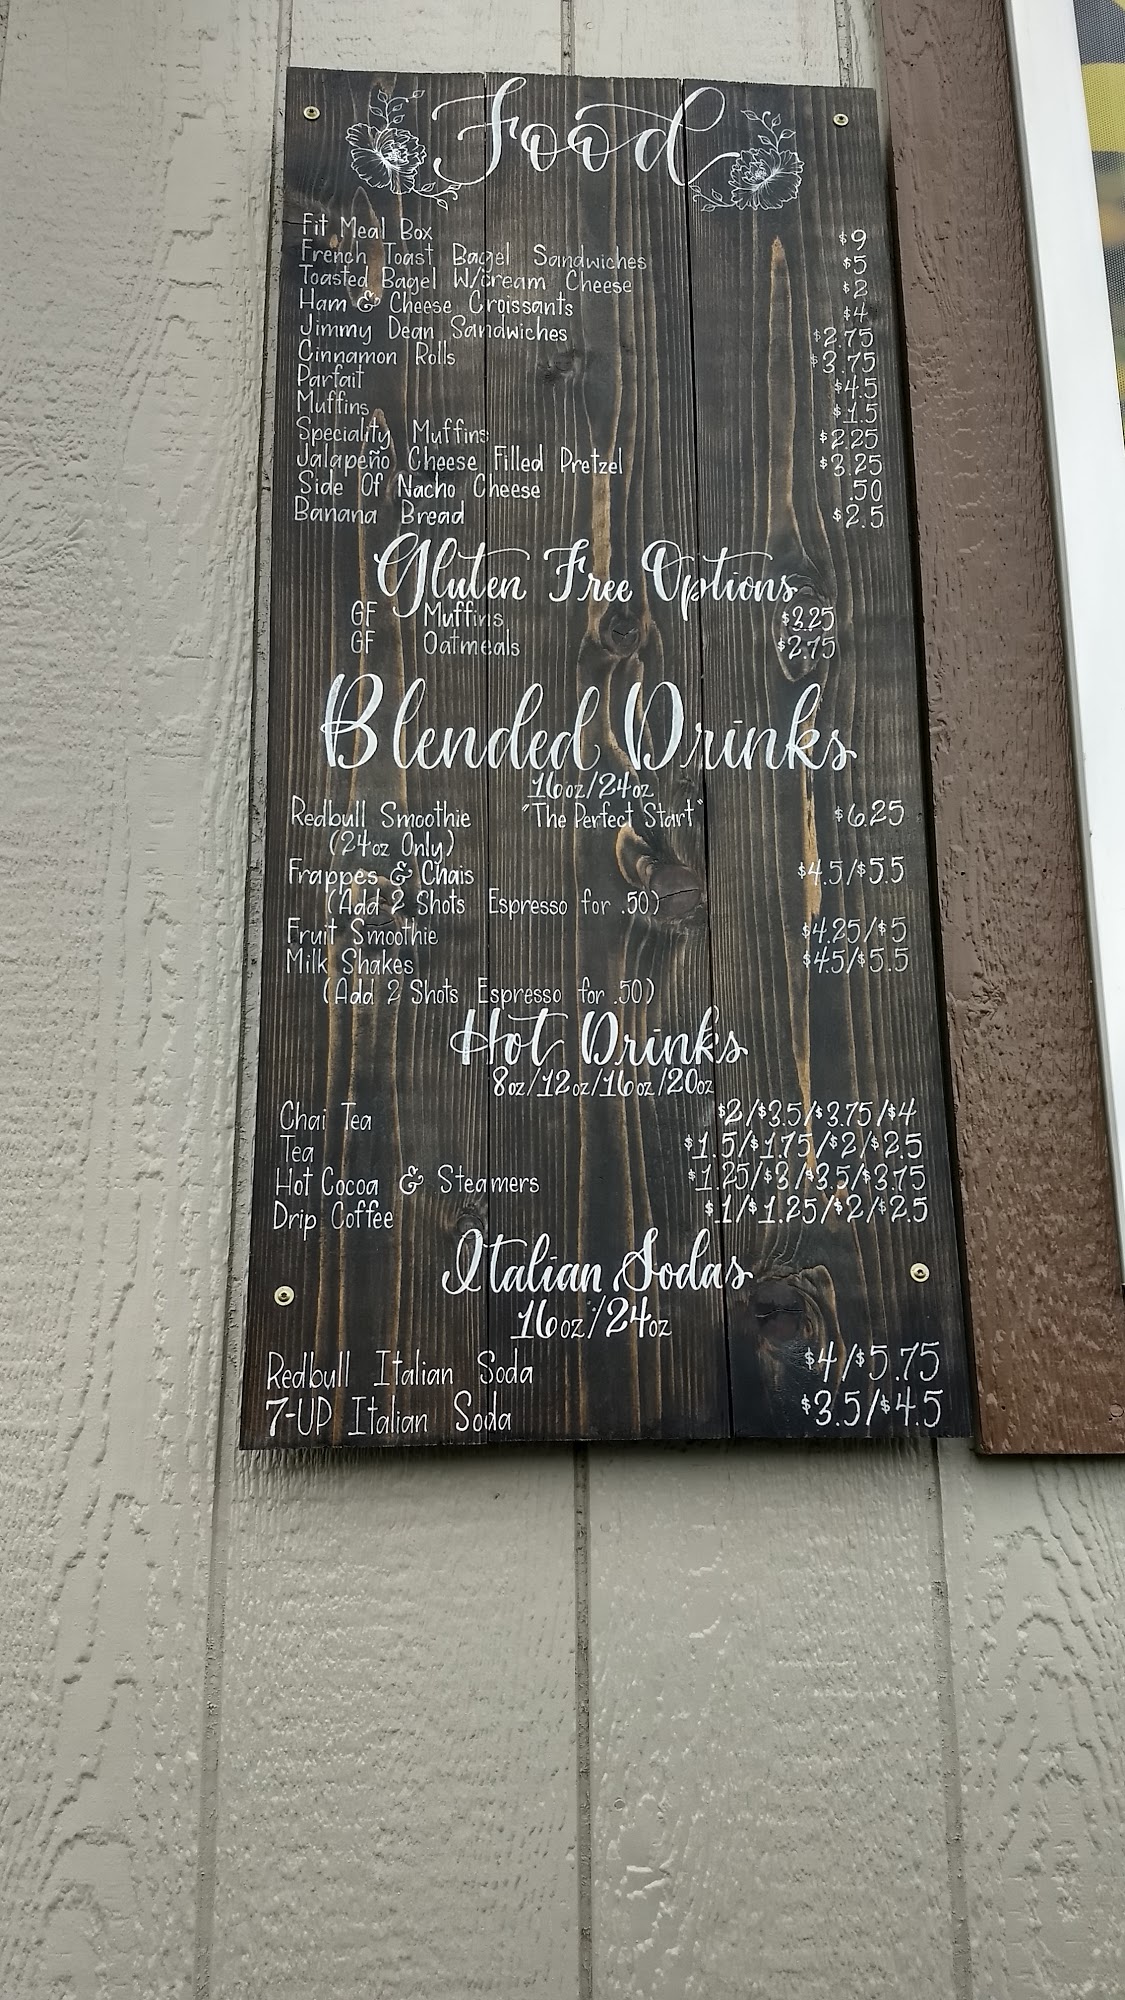 Food
Fit Meal Box $9
French Toast Bagel Sandwiches $5
Toasted Bagel W/Cream Cheese $2
Ham & Cheese Croissants $4
Jimmy Dean Sandwiches $2.75
Cinnamon Rolls $3.75
Parfait $4.5
Muffins $1.5
Speciality Muffins $2.25
Jalapeño Cheese Filled Pretzel $3.25
Side Of Nacho Cheese .50
Banana Bread $2.5
Gluten Free Options
GF Muffins $3.25
GF Oatmeals $2.75
Blended Drinks
16oz/24oz
Redbull Smoothie "The Perfect Start" $6.25
(24oz Only)
Frappes & Chais $4.5/$5.5
(Add 2 Shots Espresso for .50)
Fruit Smoothie $4.25/$5
Milk Shakes $4.5/$5.5
(Add 2 Shots Espresso for .50)
Hot Drinks
8oz/12oz/16oz/20oz
Chai Tea $2/$3.5/$3.75/$4
Tea $1.5/$1.75/$2/$2.5
Hot Cocoa & Steamers $1.25/$3/$3.5/$3.75
Drip Coffee $1/$1.25/$2/$2.5
Italian Sodas
16oz/24oz
Redbull Italian Soda $4/$5.75
7-UP Italian Soda $3.5/$4.5